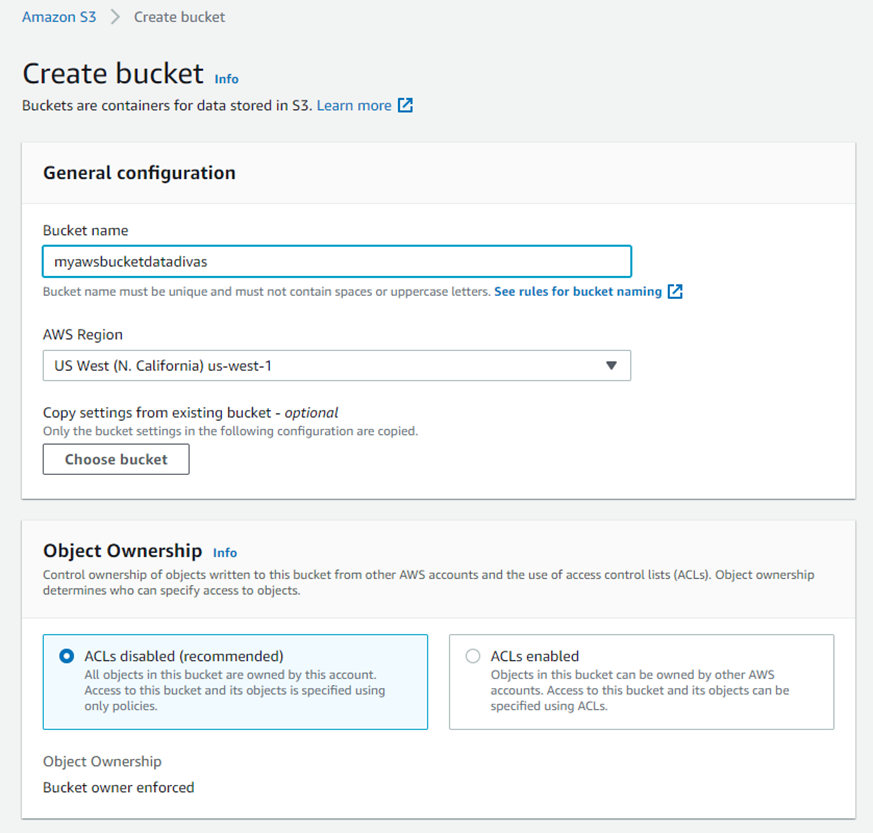 Amazon S3 > Create bucket
Create bucket Info
Buckets are containers for data stored in S3. Learn more
General configuration
Bucket name
myawsbucketdatadivas
Bucket name must be unique and must not contain spaces or uppercase letters. See rules for bucket naming
AWS Region
US West (N. California) us-west-1
Copy settings from existing bucket - optional
Only the bucket settings in the following configuration are copied.
Choose bucket
Object Ownership Info
Control ownership of objects written to this bucket from other AWS accounts and the use of access control lists (ACLs). Object ownership
determines who can specify access to objects.
ACLs disabled (recommended)
All objects in this bucket are owned by this account.
Access to this bucket and its objects is specified using
only policies.
ACLs enabled
Objects in this bucket can be owned by other AWS
accounts. Access to this bucket and its objects can be
specified using ACLs.
Object Ownership
Bucket owner enforced